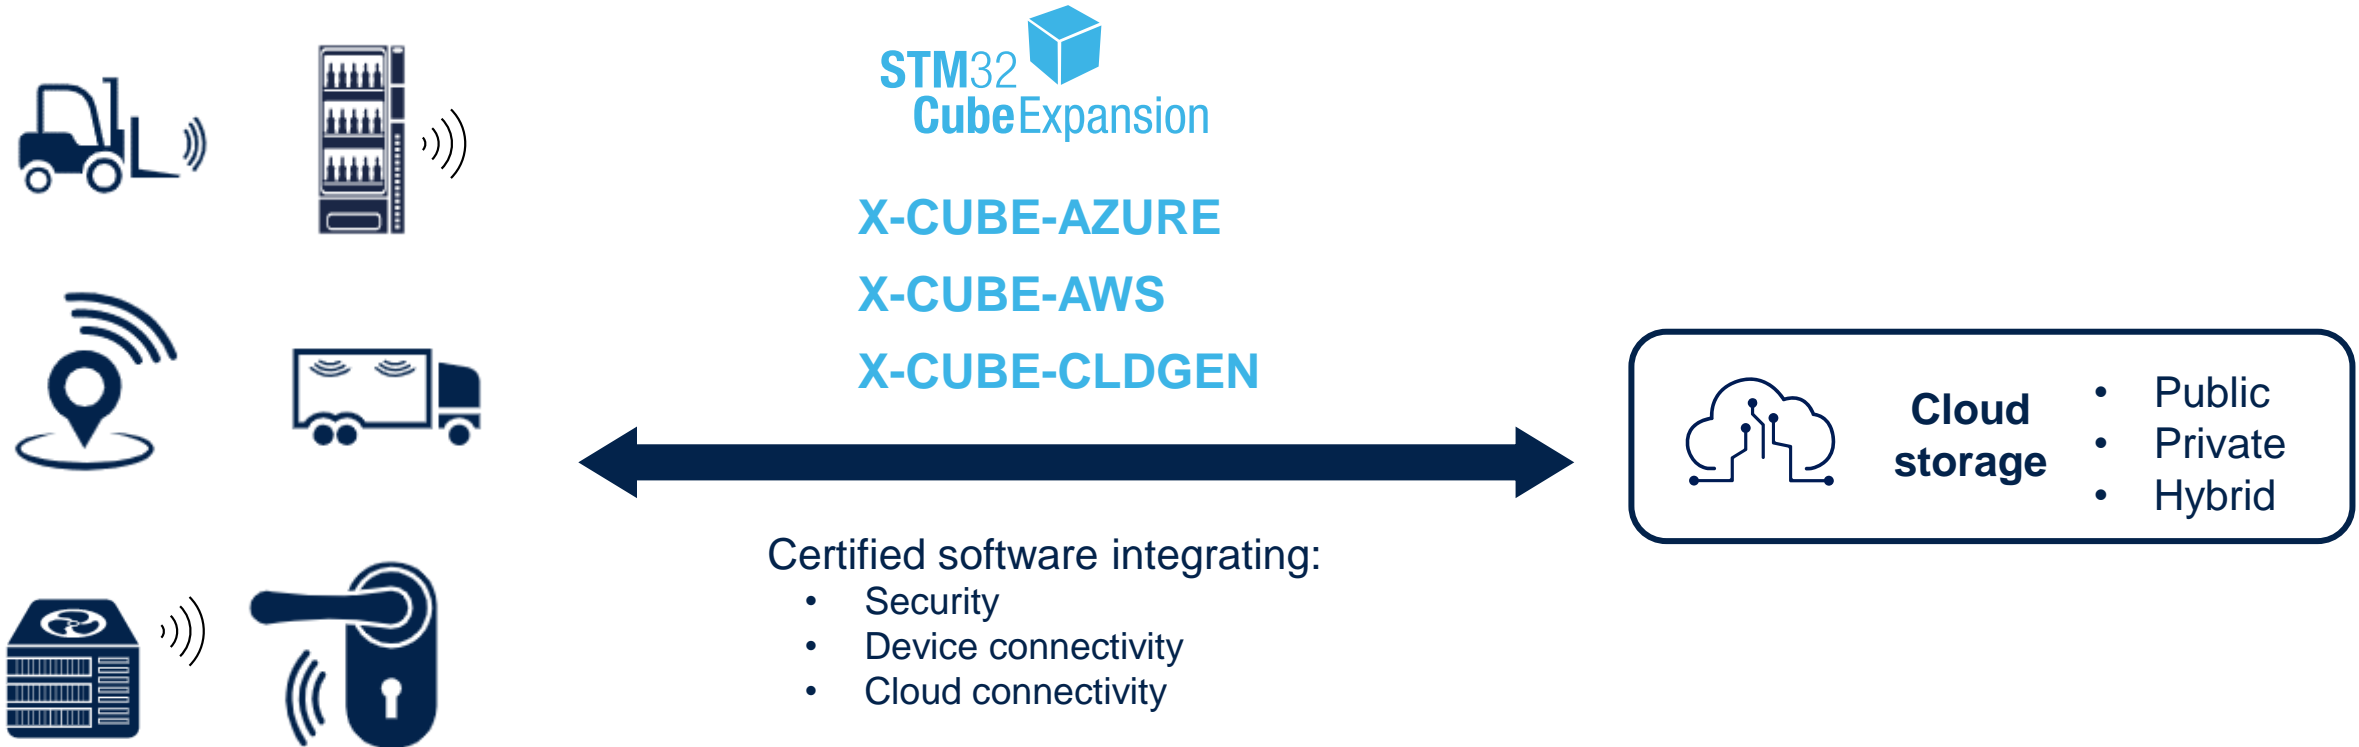 STM32
CubeExpansion
X-CUBE-AZURE
X-CUBE-AWS
X-CUBE-CLDGEN
Certified software integrating:
• Security
• Device connectivity
• Cloud connectivity
Cloud
storage
• Public
• Private
• Hybrid